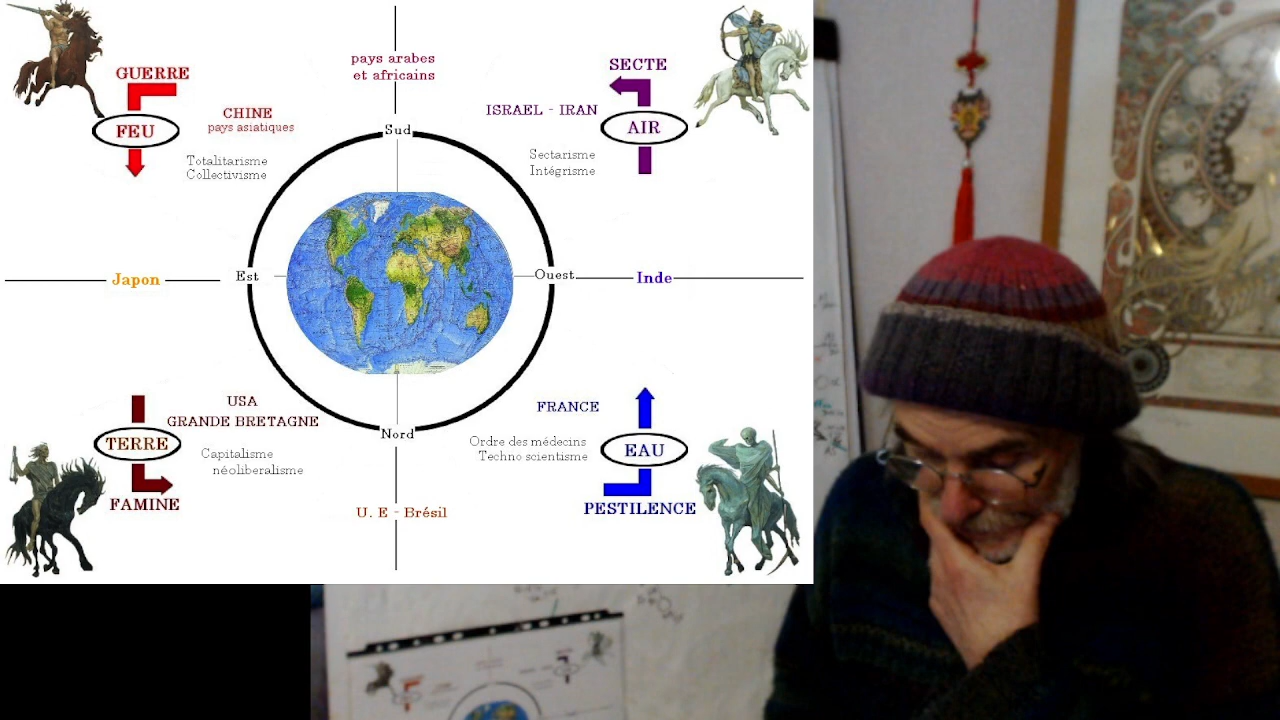 GUERRE
FEU
CHINE
pays asiatiques
Totalitarisme
Collectivisme
pays arabes
et africains
SECTE
ISRAEL - IRAN
AIR
Sectarisme
Intégrisme
Sud
Japon
Est
Ouest
Inde
Nord
USA
GRANDE BRETAGNE
TERRE
Capitalisme
néoliberalisme
FAMINE
U. E - Brésil
FRANCE
Ordre des médecins
Techno scientisme
EAU
PESTILENCE